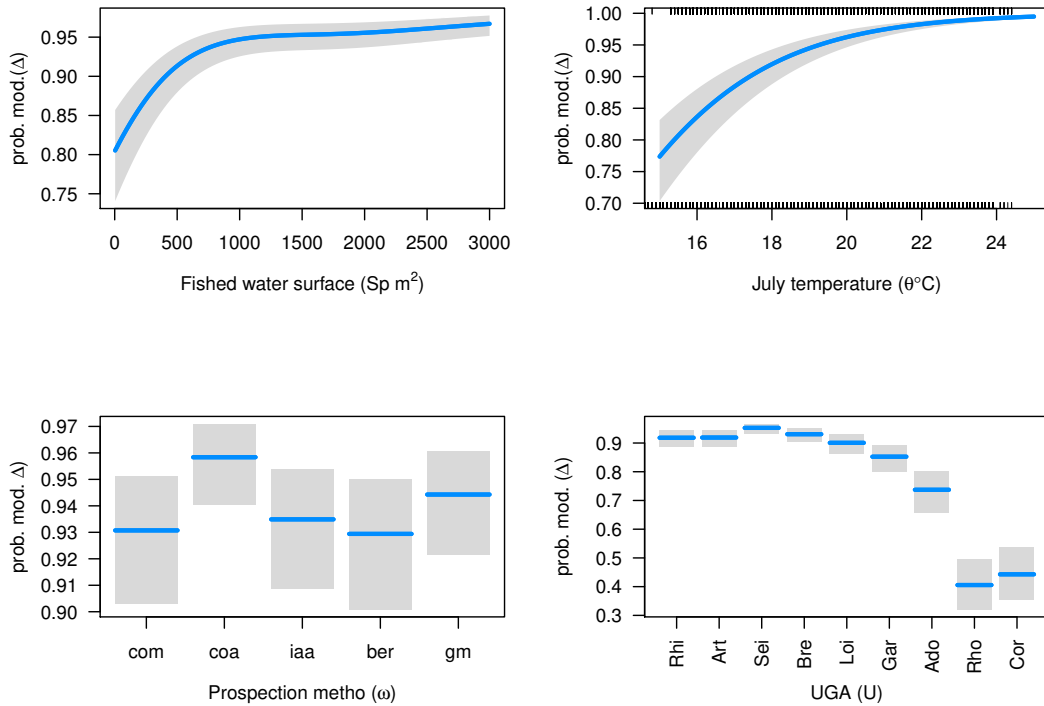 prob. mod.(Δ)
0.95
0.90
0.85
0.80
0.75
0 500 1000 1500 2000 2500 3000
Fished water surface (Sp m²)
prob. mod.(Δ)
1.00
0.95
0.90
0.85
0.80
0.75
0.70
16 18 20 22 24
July temperature (θ°C)
prob. mod. Δ)
0.97
0.96
0.95
0.94
0.93
0.92
0.91
0.90
com coa iaa ber gm
Prospection metho (ω)
prob. mod. (Δ)
0.9
0.8
0.7
0.6
0.5
0.4
0.3
Rhi Art Sei Bre Loi Gar Ado Rho Cor
UGA (U)